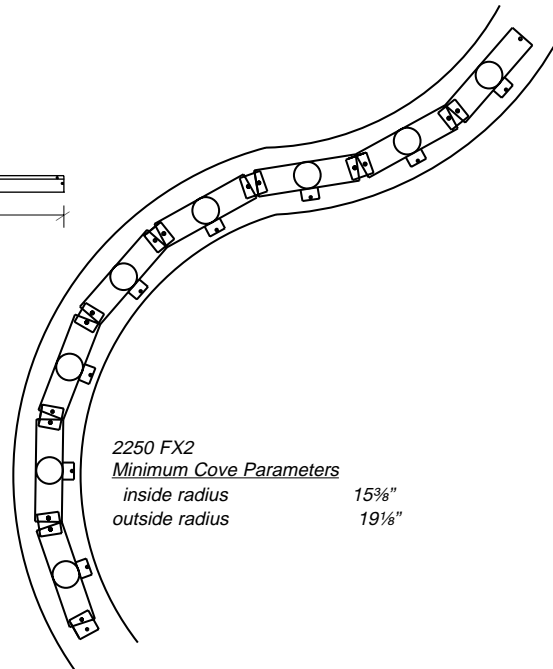 2250 FX2
Minimum Cove Parameters
inside radius 15⅜”
outside radius 19⅛”